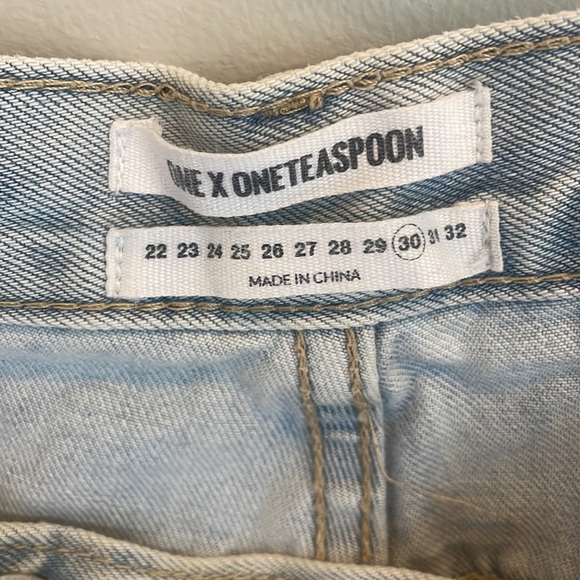 ONE X ONETEASPOON
22 23 24 25 26 27 28 29 30 31 32
MADE IN CHINA